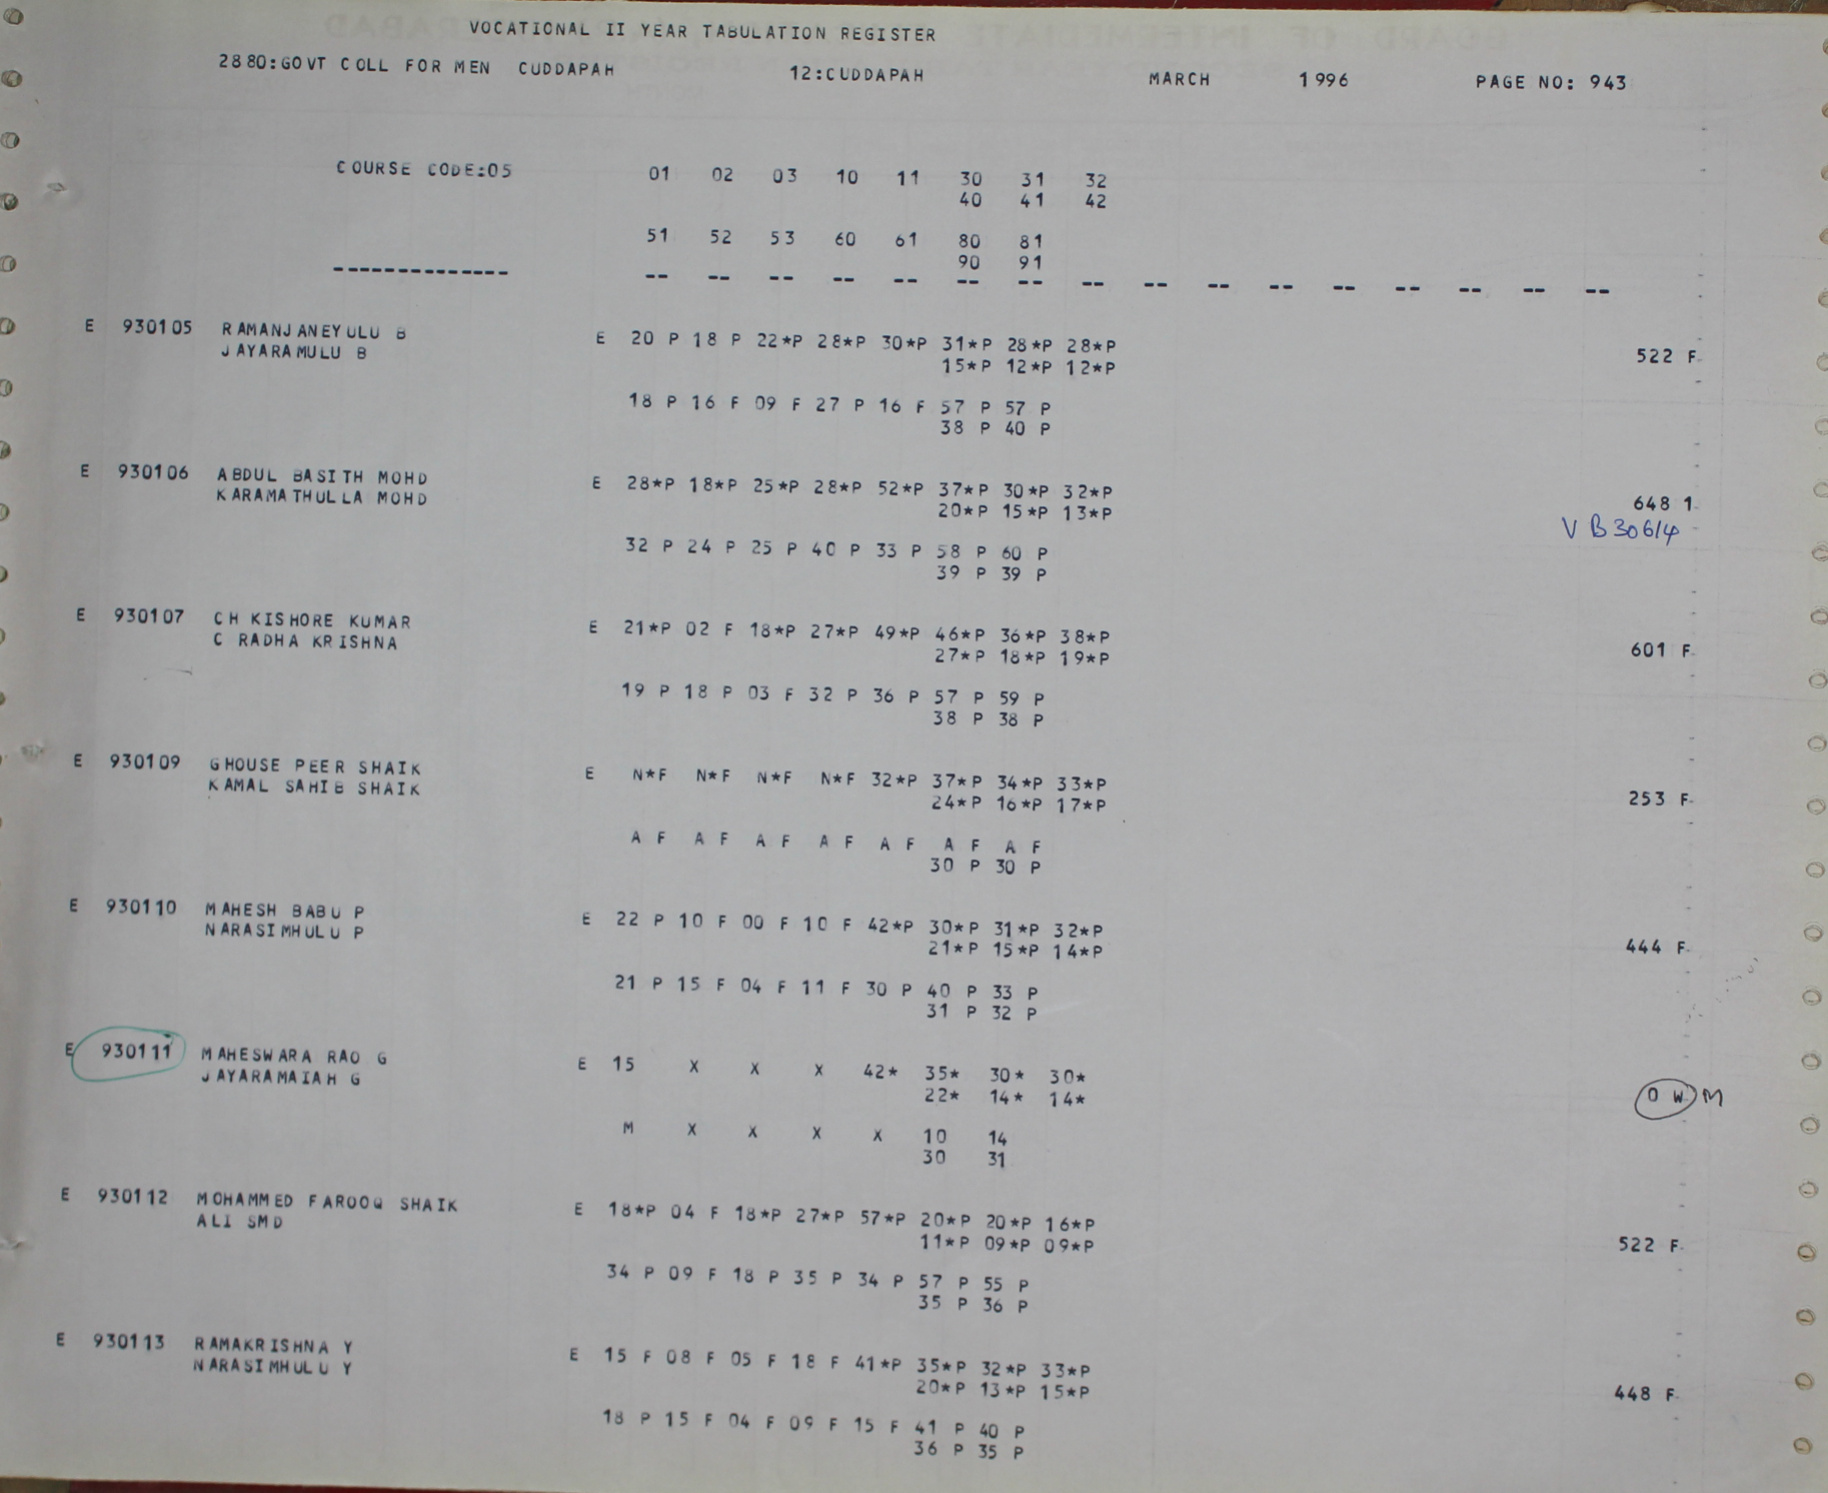 VOCATIONAL II YEAR TABULATION REGISTER
2880:GOVT COLL FOR MEN CUDDAPAH 12:CUDDAPAH MARCH 1996 PAGE NO: 943
COURSE CODE:05 01 02 03 10 11 30 31 32
40 41 42
51 52 53 60 61 80 81
90 91
-------------- -- -- -- -- -- -- -- -- -- -- -- -- -- -- -- --
E 930105 RAMANJANEYULU B E 20 P 18 P 22*P 28*P 30*P 31*P 28*P 28*P
JAYARAMULU B 15*P 12*P 12*P 522 F
18 P 16 F 09 F 27 P 16 F 57 P 57 P
38 P 40 P
E 930106 ABDUL BASITH MOHD E 28*P 18*P 25*P 28*P 52*P 37*P 30*P 32*P
KARAMATHULLA MOHD 20*P 15*P 13*P 648 1
VB30614
32 P 24 P 25 P 40 P 33 P 58 P 60 P
39 P 39 P
E 930107 CH KISHORE KUMAR E 21*P 02 F 18*P 27*P 49*P 46*P 36*P 38*P
C RADHA KRISHNA 27*P 18*P 19*P 601 F
19 P 18 P 03 F 32 P 36 P 57 P 59 P
38 P 38 P
E 930109 GHOUSE PEER SHAIK E N*F N*F N*F N*F 32*P 37*P 34*P 33*P
KAMAL SAHIB SHAIK 24*P 16*P 17*P 253 F
A F A F A F A F A F A F A F
30 P 30 P
E 930110 MAHESH BABU P E 22 P 10 F 00 F 10 F 42*P 30*P 31*P 32*P
NARASIMHULU P 21*P 15*P 14*P 444 F
21 P 15 F 04 F 11 F 30 P 40 P 33 P
31 P 32 P
E 930111 MAHESWARA RAO G E 15 X X X 42* 35* 30* 30*
JAYARAMAIAH G 22* 14* 14* 0 W M
M X X X X 10 14
30 31
E 930112 MOHAMMED FAROOQ SHAIK E 18*P 04 F 18*P 27*P 57*P 20*P 20*P 16*P
ALI SMD 11*P 09*P 09*P 522 F
34 P 09 F 18 P 35 P 34 P 57 P 55 P
35 P 36 P
E 930113 RAMAKRISHNA Y E 15 F 08 F 05 F 18 F 41*P 35*P 32*P 33*P
NARASIMHULU Y 20*P 13*P 15*P 448 F
18 P 15 F 04 F 09 F 15 F 41 P 40 P
36 P 35 P